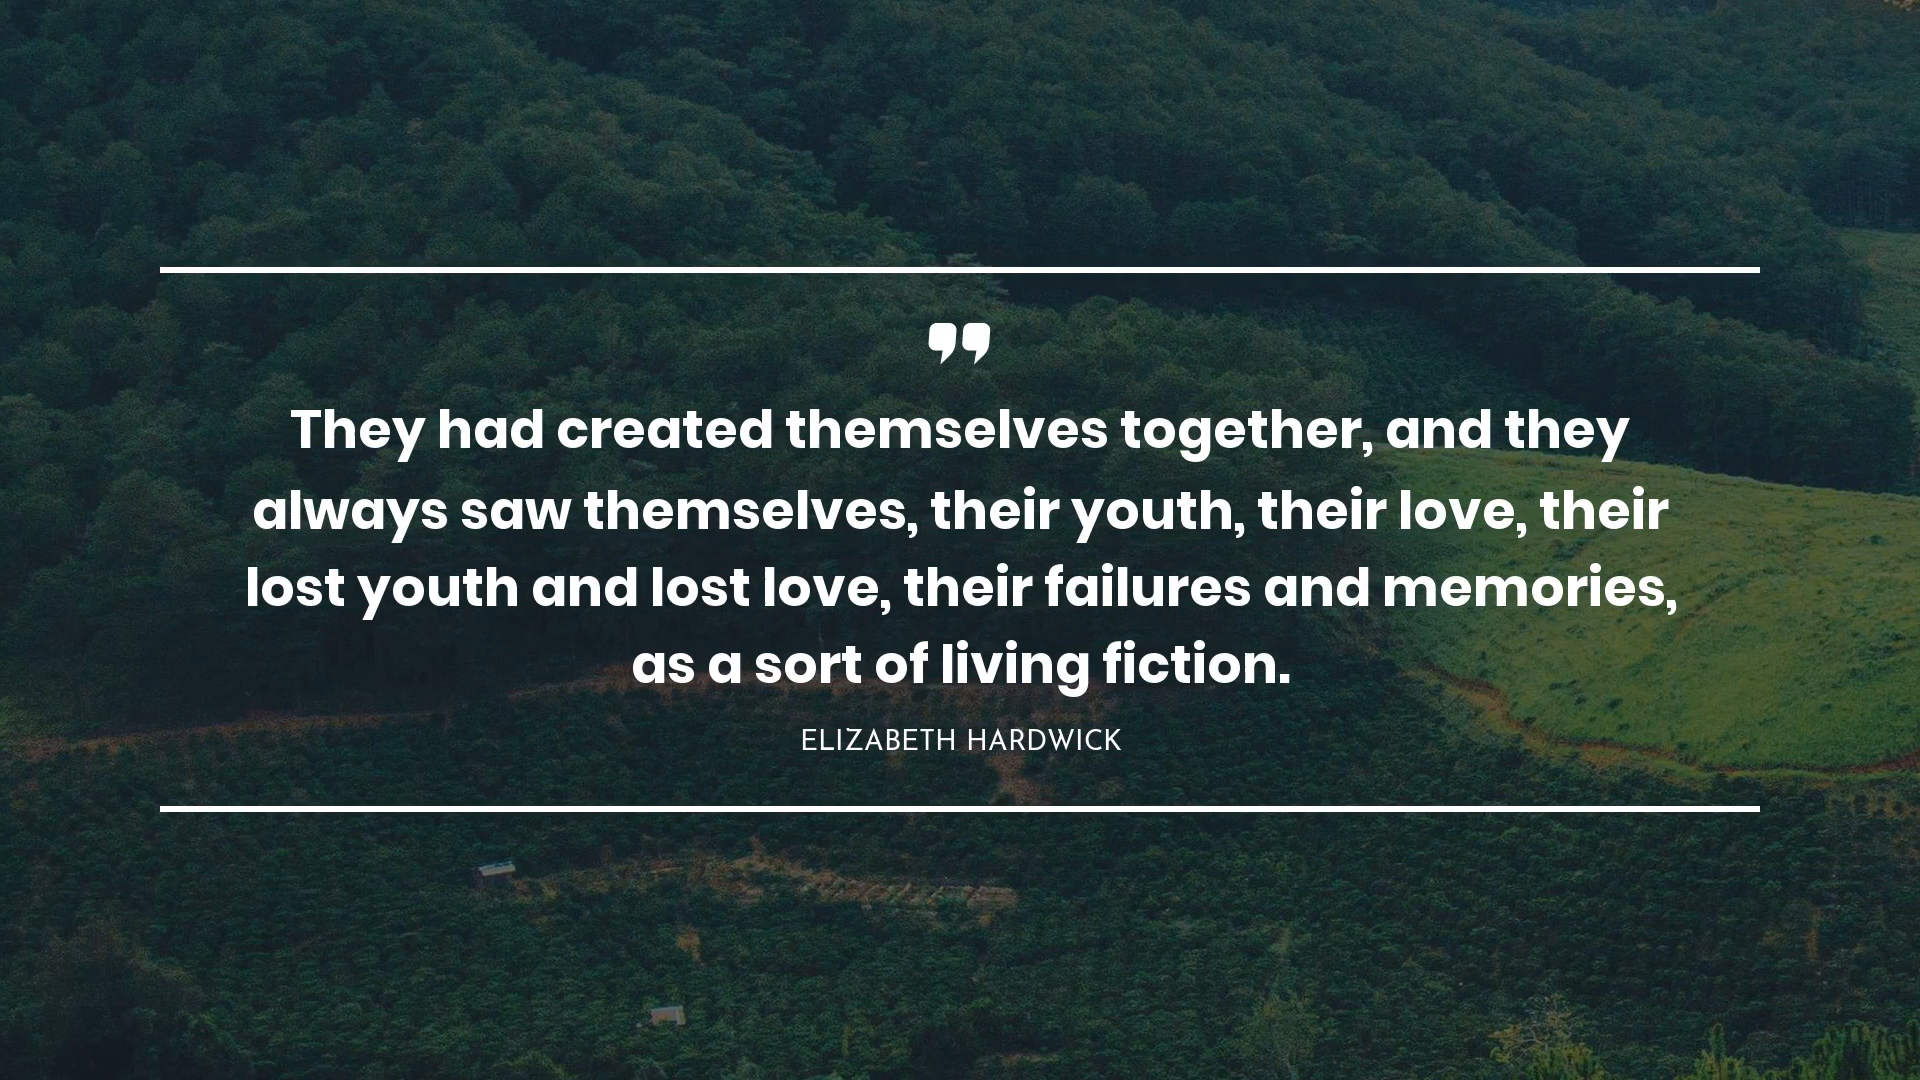 ”
They had created themselves together, and they
always saw themselves, their youth, their love, their
lost youth and lost love, their failures and memories,
as a sort of living fiction.
ELIZABETH HARDWICK